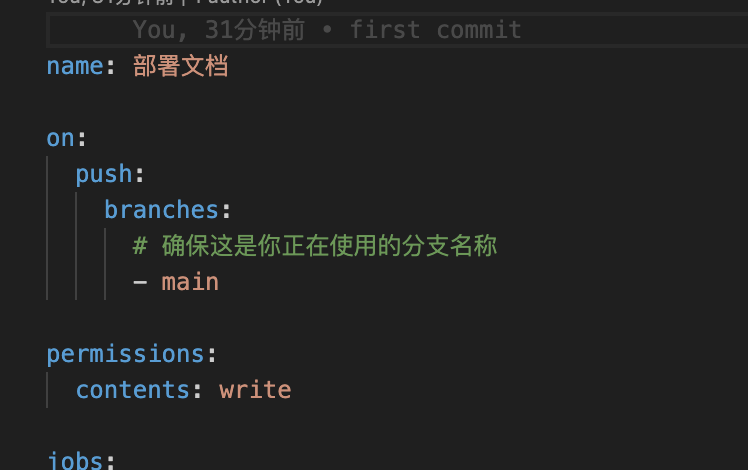 You, 31分钟前 • first commit
name: 部署文档
on:
push:
branches:
# 确保这是你正在使用的分支名称
- main
permissions:
contents: write
jobs: